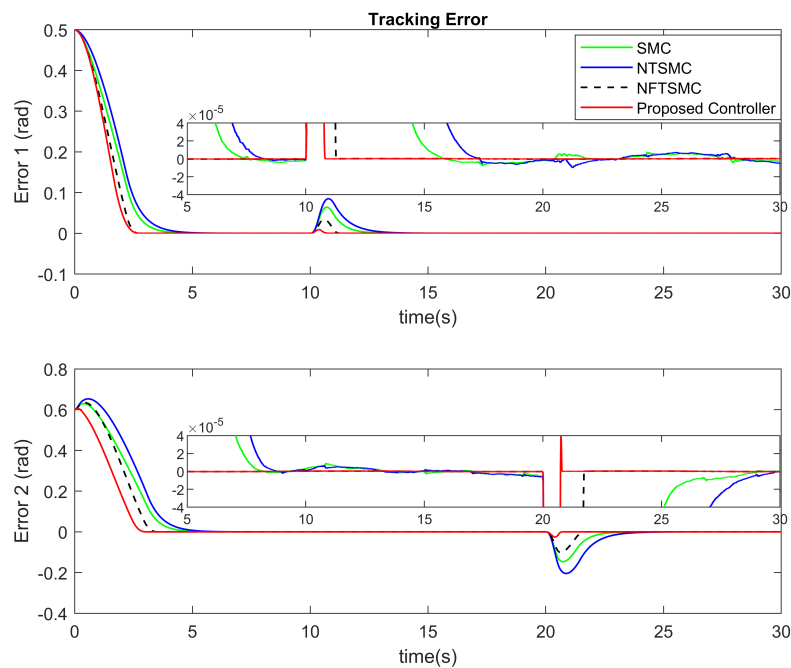 Tracking Error
0.5
0.4
0.3
0.2
0.1
0
-0.1
Error 1 (rad)
SMC
NTSMC
NFTSMC
Proposed Controller
4 ×10^-5
2
0
-2
-4
5 10 15 20 25 30
0 5 10 15 20 25 30
time(s)
0.8
0.6
0.4
0.2
0
-0.2
-0.4
Error 2 (rad)
4 ×10^-5
2
0
-2
-4
5 10 15 20 25 30
0 5 10 15 20 25 30
time(s)